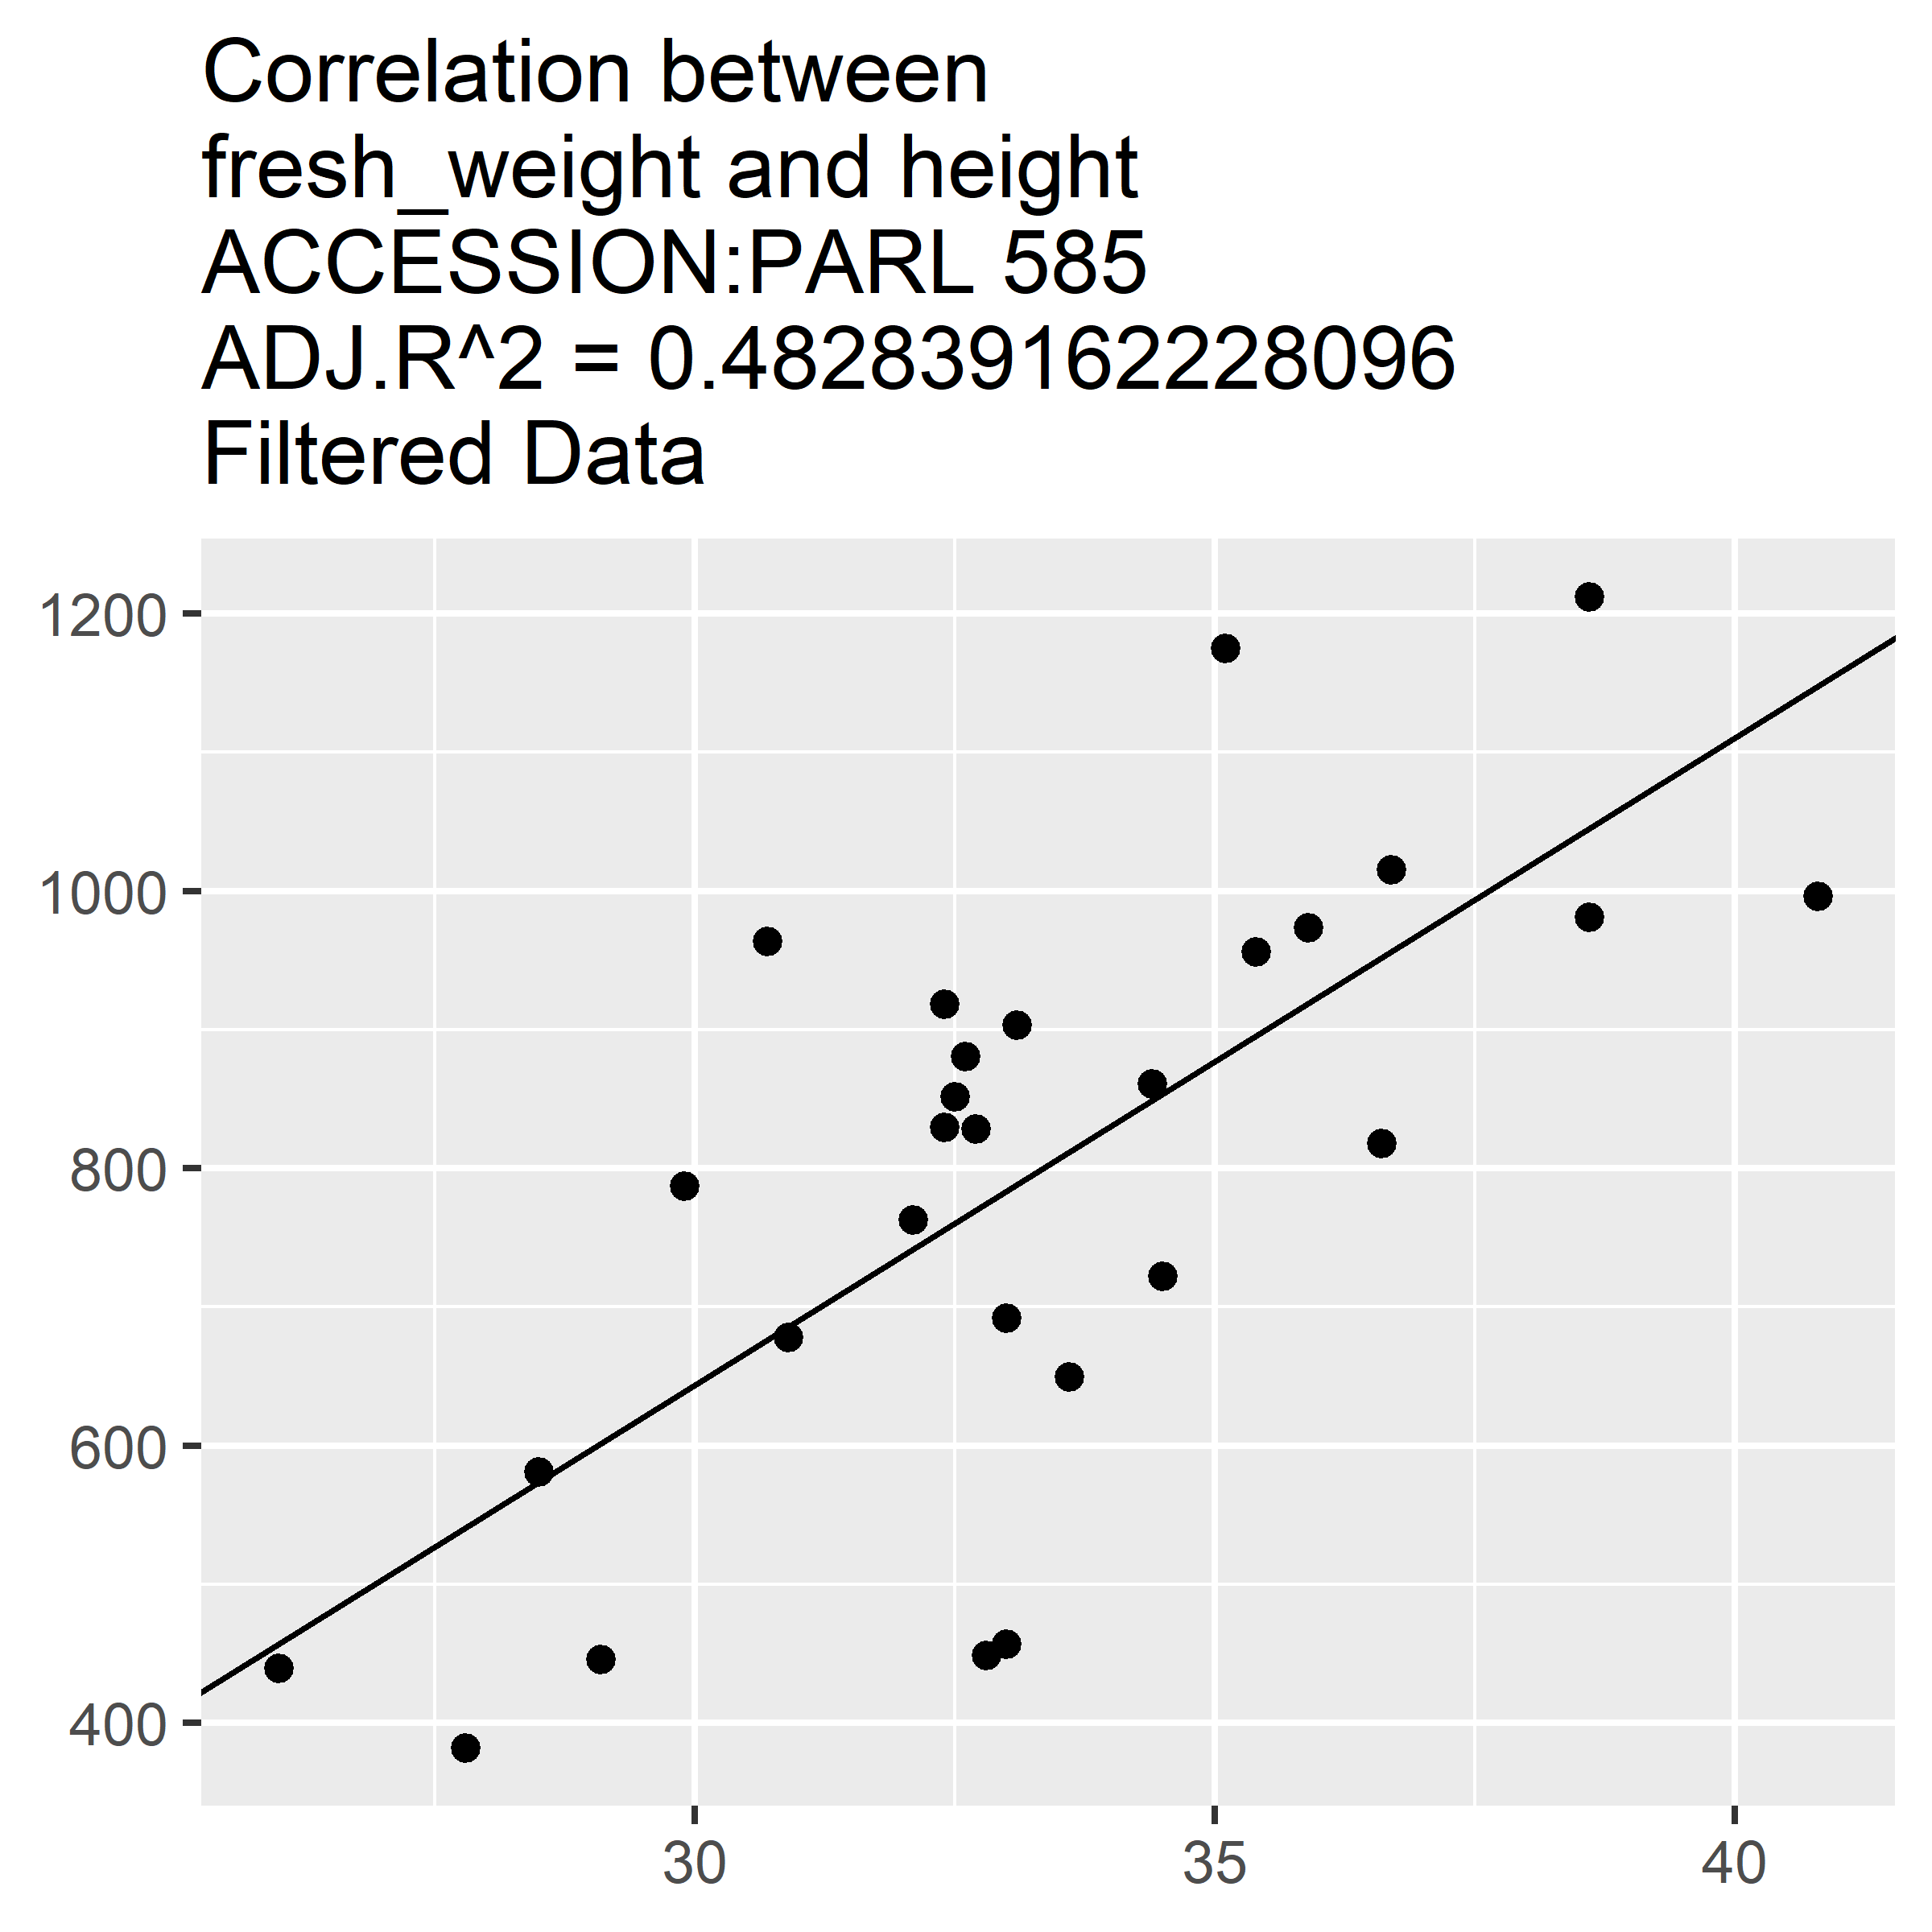 Correlation between
fresh_weight and height
ACCESSION:PARL 585
ADJ.R^2 = 0.482839162228096
Filtered Data
1200
1000
800
600
400
30 35 40